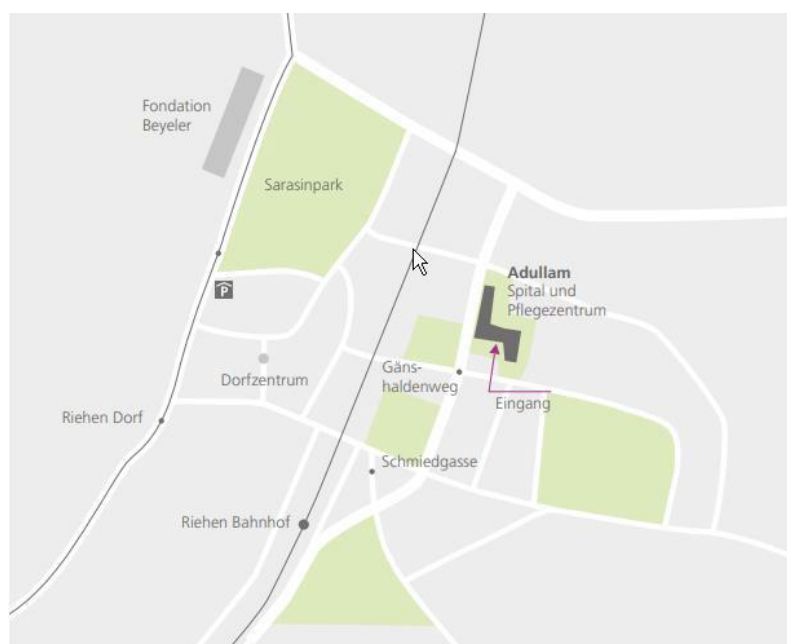 Fondation
Beyeler
Sarasinpark
Adullam
Spital und
Pflegezentrum
P
Gäns-
haldenweg
Dorfzentrum
Eingang
Riehen Dorf
Schmiedgasse
Riehen Bahnhof